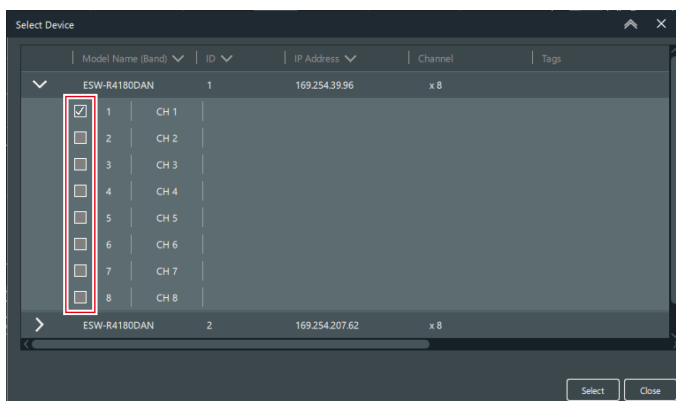 Select Device
Model Name (Band) ID IP Address Channel Tags
ESW-R4180DAN 1 169.254.39.96 x 8
1 CH 1
2 CH 2
3 CH 3
4 CH 4
5 CH 5
6 CH 6
7 CH 7
8 CH 8
ESW-R4180DAN 2 169.254.207.62 x 8
Select Close